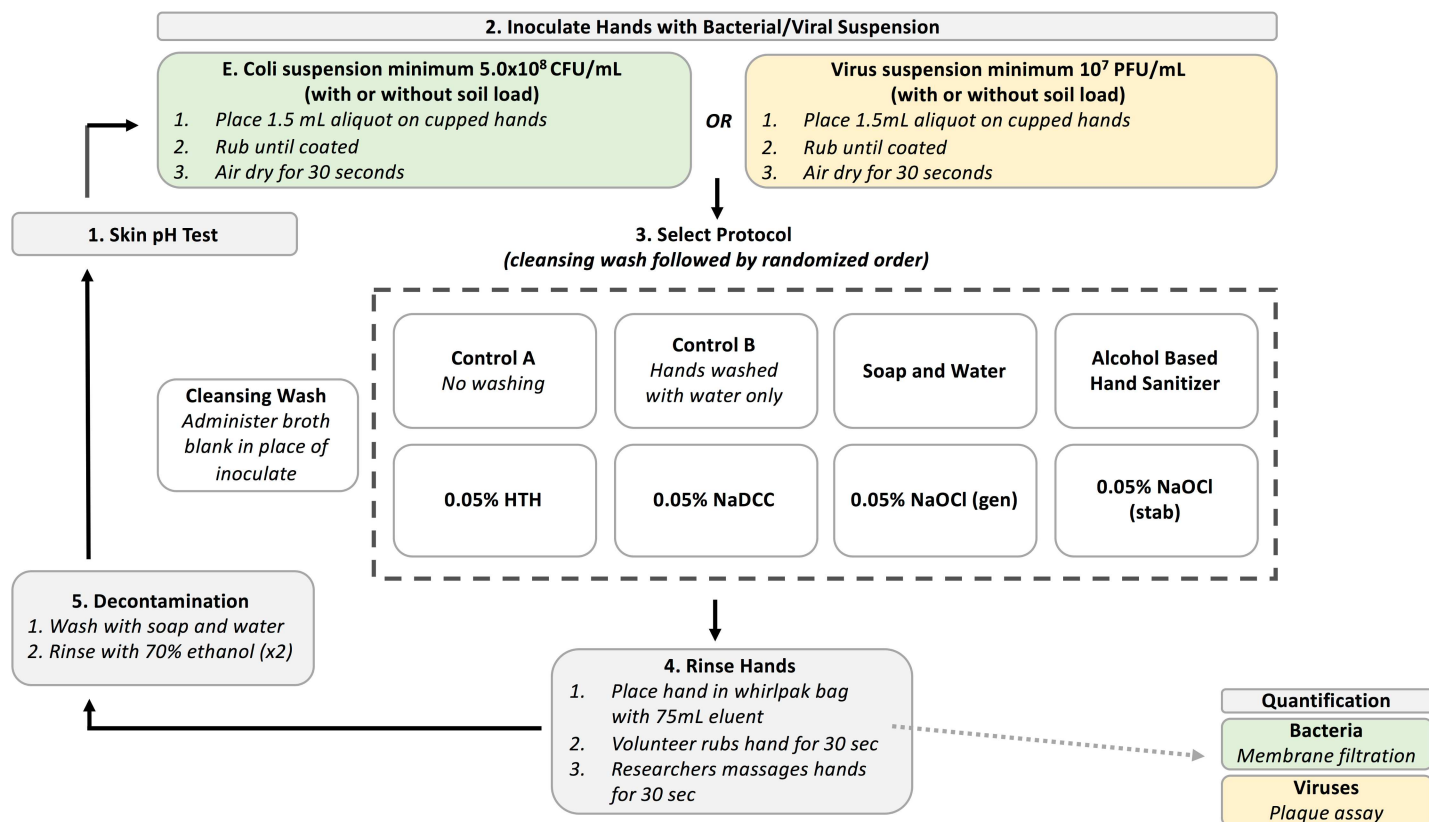 2. Inoculate Hands with Bacterial/Viral Suspension
E. Coli suspension minimum 5.0x10⁸ CFU/mL
(with or without soil load)
1. Place 1.5 mL aliquot on cupped hands
2. Rub until coated
3. Air dry for 30 seconds
OR
Virus suspension minimum 10⁷ PFU/mL
(with or without soil load)
1. Place 1.5mL aliquot on cupped hands
2. Rub until coated
3. Air dry for 30 seconds
1. Skin pH Test
3. Select Protocol
(cleansing wash followed by randomized order)
Cleansing Wash
Administer broth
blank in place of
inoculate
Control A
No washing
Control B
Hands washed
with water only
Soap and Water
Alcohol Based
Hand Sanitizer
0.05% HTH
0.05% NaDCC
0.05% NaOCl (gen)
0.05% NaOCl
(stab)
5. Decontamination
1. Wash with soap and water
2. Rinse with 70% ethanol (x2)
4. Rinse Hands
1. Place hand in whirlpak bag
with 75mL eluent
2. Volunteer rubs hand for 30 sec
3. Researchers massages hands
for 30 sec
Quantification
Bacteria
Membrane filtration
Viruses
Plaque assay